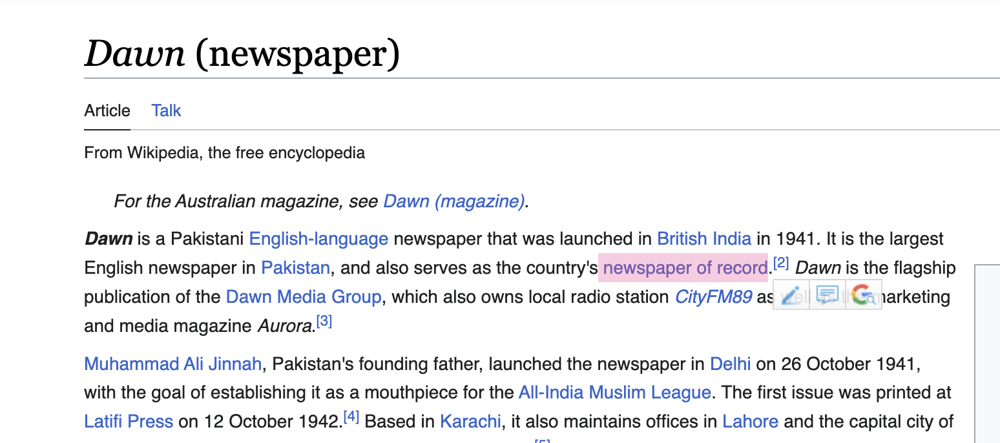 Dawn (newspaper)
Article Talk
From Wikipedia, the free encyclopedia
For the Australian magazine, see Dawn (magazine).
Dawn is a Pakistani English-language newspaper that was launched in British India in 1941. It is the largest
English newspaper in Pakistan, and also serves as the country's newspaper of record.[2] Dawn is the flagship
publication of the Dawn Media Group, which also owns local radio station CityFM89 as well as the marketing
and media magazine Aurora.[3]
Muhammad Ali Jinnah, Pakistan's founding father, launched the newspaper in Delhi on 26 October 1941,
with the goal of establishing it as a mouthpiece for the All-India Muslim League. The first issue was printed at
Latifi Press on 12 October 1942.[4] Based in Karachi, it also maintains offices in Lahore and the capital city of